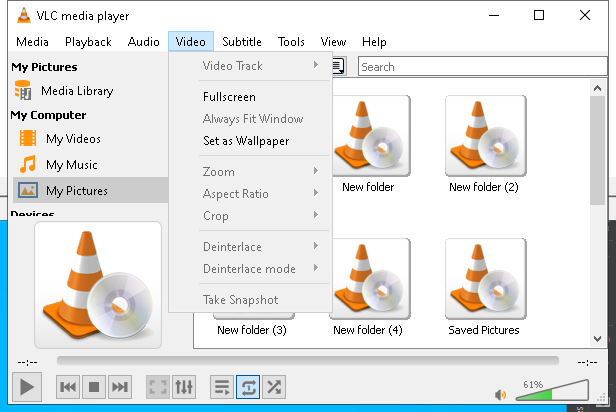 VLC media player
Media Playback Audio Video Subtitle Tools View Help
My Pictures
Media Library
My Computer
My Videos
My Music
My Pictures
Devices
Video Track
Fullscreen
Always Fit Window
Set as Wallpaper
Zoom
Aspect Ratio
Crop
Deinterlace
Deinterlace mode
Take Snapshot
Search
New folder
New folder (2)
New folder (3)
New folder (4)
Saved Pictures
--:--
--:--
61%